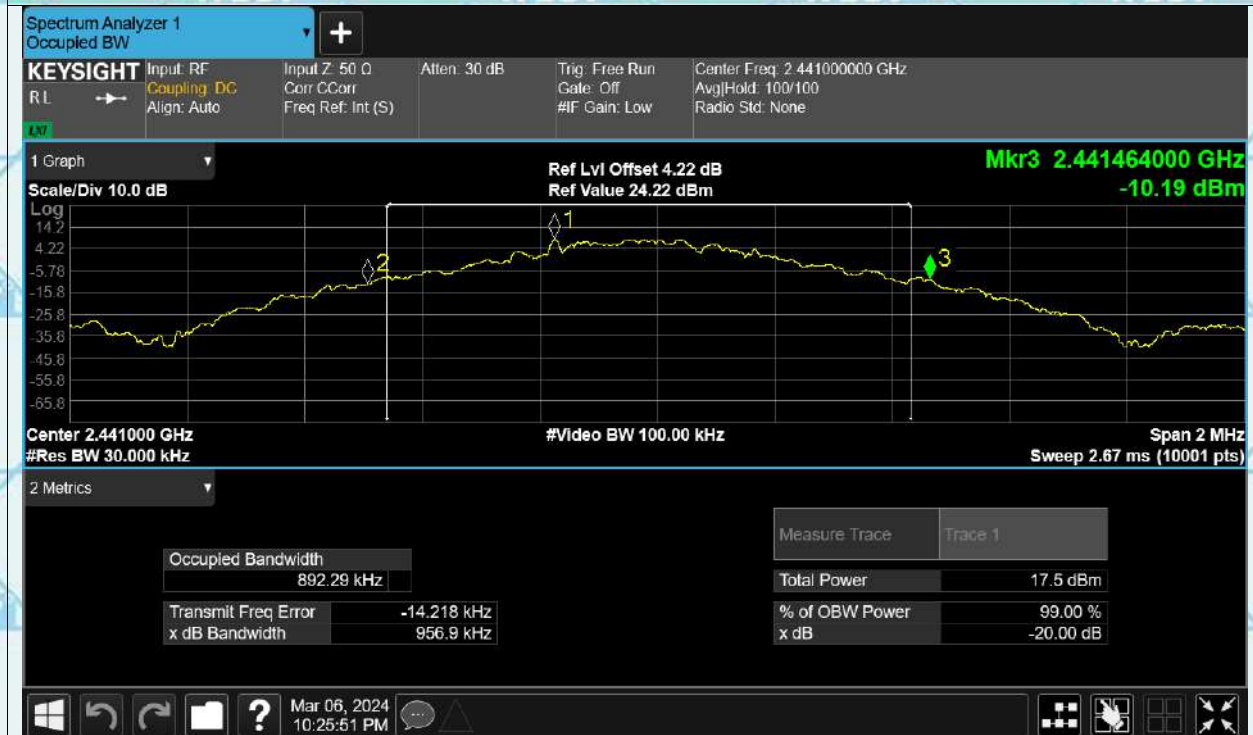 Spectrum Analyzer 1
Occupied BW
+
KEYSIGHT
RL
LXI
Input: RF
Coupling: DC
Align: Auto
Input Z: 50 Ω
Corr CCorr
Freq Ref: Int (S)
Atten: 30 dB
Trig: Free Run
Gate: Off
#IF Gain: Low
Center Freq: 2.441000000 GHz
Avg|Hold: 100/100
Radio Std: None
1 Graph
Scale/Div 10.0 dB
Ref Lvl Offset 4.22 dB
Ref Value 24.22 dBm
Mkr3 2.441464000 GHz
-10.19 dBm
Log
14.2
4.22
-5.78
-15.8
-25.8
-35.8
-45.8
-55.8
-65.8
1
2
3
Center 2.441000 GHz
#Res BW 30.000 kHz
#Video BW 100.00 kHz
Span 2 MHz
Sweep 2.67 ms (10001 pts)
2 Metrics
Occupied Bandwidth
892.29 kHz
Transmit Freq Error -14.218 kHz
x dB Bandwidth 956.9 kHz
Measure Trace Trace 1
Total Power 17.5 dBm
% of OBW Power 99.00 %
x dB -20.00 dB
?
Mar 06, 2024
10:25:51 PM